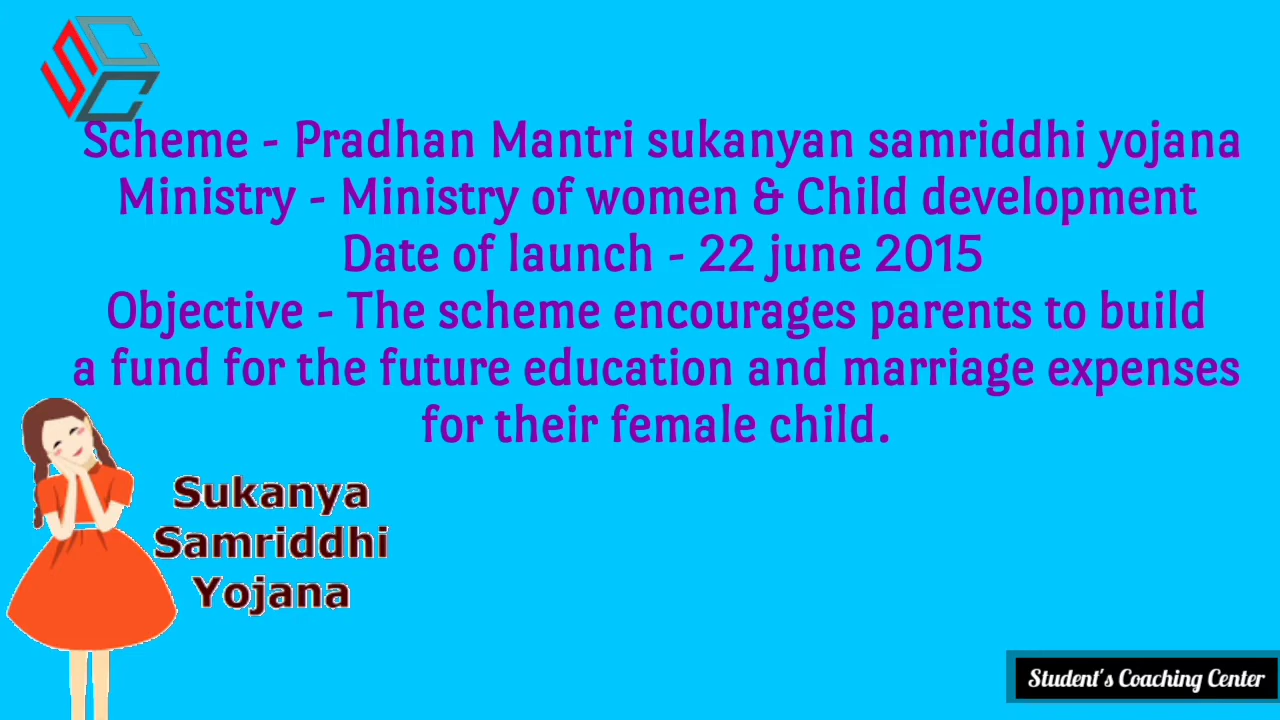 SCC
Scheme - Pradhan Mantri sukanyan samriddhi yojana
Ministry - Ministry of women & Child development
Date of launch - 22 june 2015
Objective - The scheme encourages parents to build
a fund for the future education and marriage expenses
for their female child.
Sukanya
Samriddhi
Yojana
Student's Coaching Center